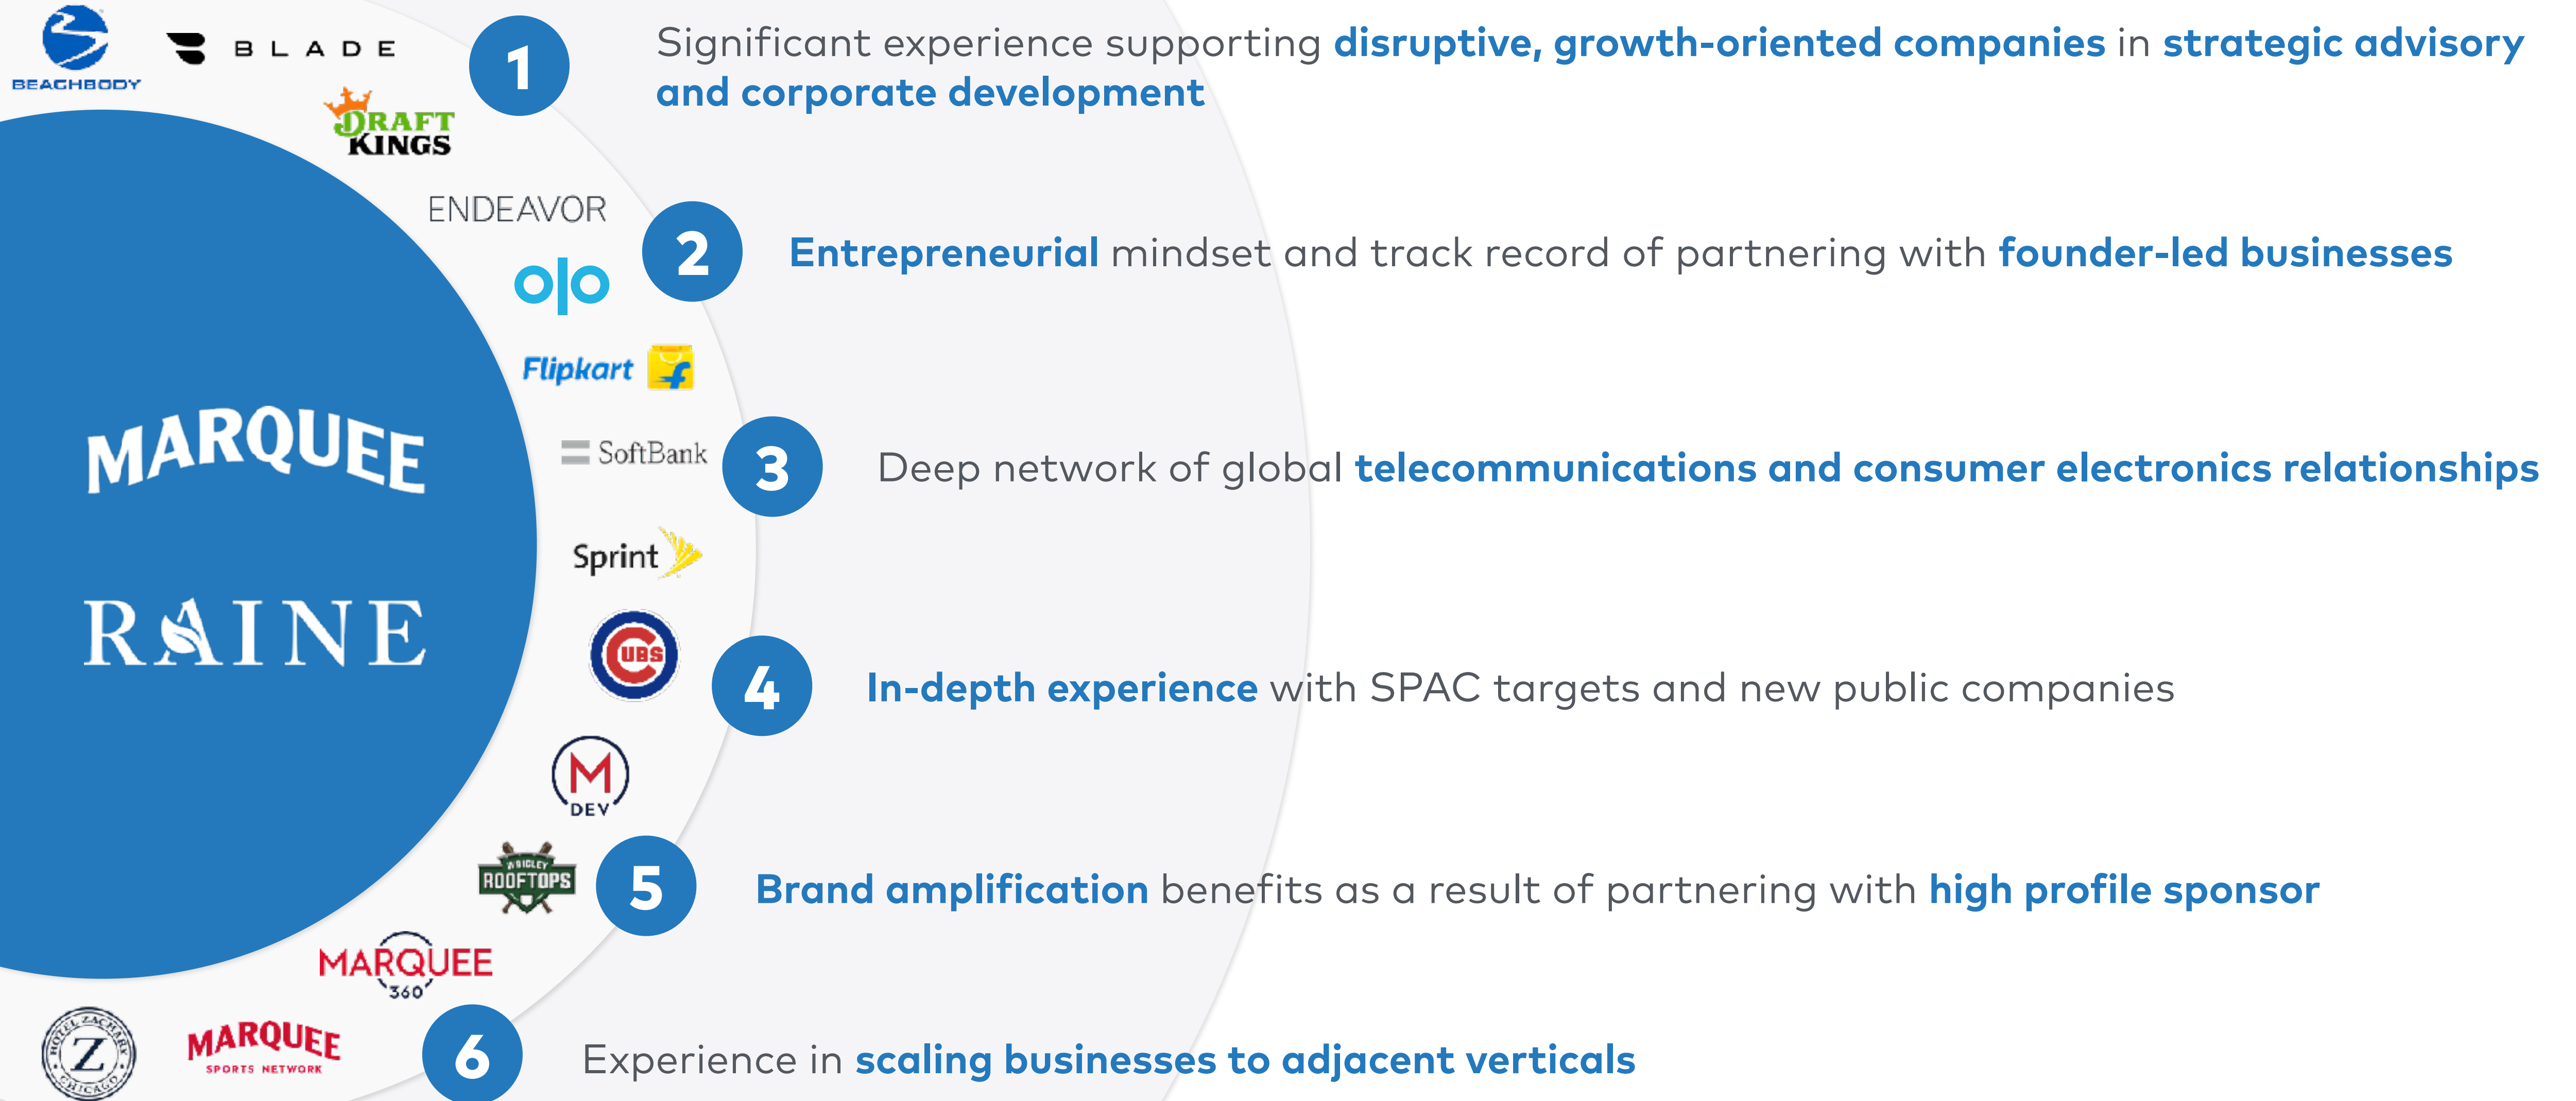 BEACHBODY
BLADE
DRAFT
KINGS
1
Significant experience supporting disruptive, growth-oriented companies in strategic advisory
and corporate development
ENDEAVOR
olo
2
Entrepreneurial mindset and track record of partnering with founder-led businesses
Flipkart
MARQUEE
SoftBank
3
Deep network of global telecommunications and consumer electronics relationships
Sprint
RAINE
CUBS
4
In-depth experience with SPAC targets and new public companies
M
DEV
WRIGLEY
ROOFTOPS
5
Brand amplification benefits as a result of partnering with high profile sponsor
MARQUEE
360
HOTEL ZACHARY
Z
CHICAGO
MARQUEE
SPORTS NETWORK
6
Experience in scaling businesses to adjacent verticals